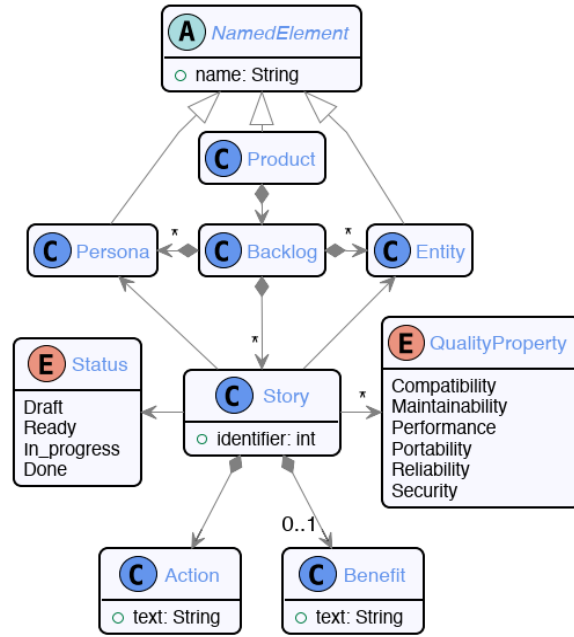 A NamedElement
name: String
C Product
C Persona
*
C Backlog
*
C Entity
*
E Status
Draft
Ready
In_progress
Done
C Story
identifier: int
*
E QualityProperty
Compatibility
Maintainability
Performance
Portability
Reliability
Security
0..1
C Action
text: String
C Benefit
text: String